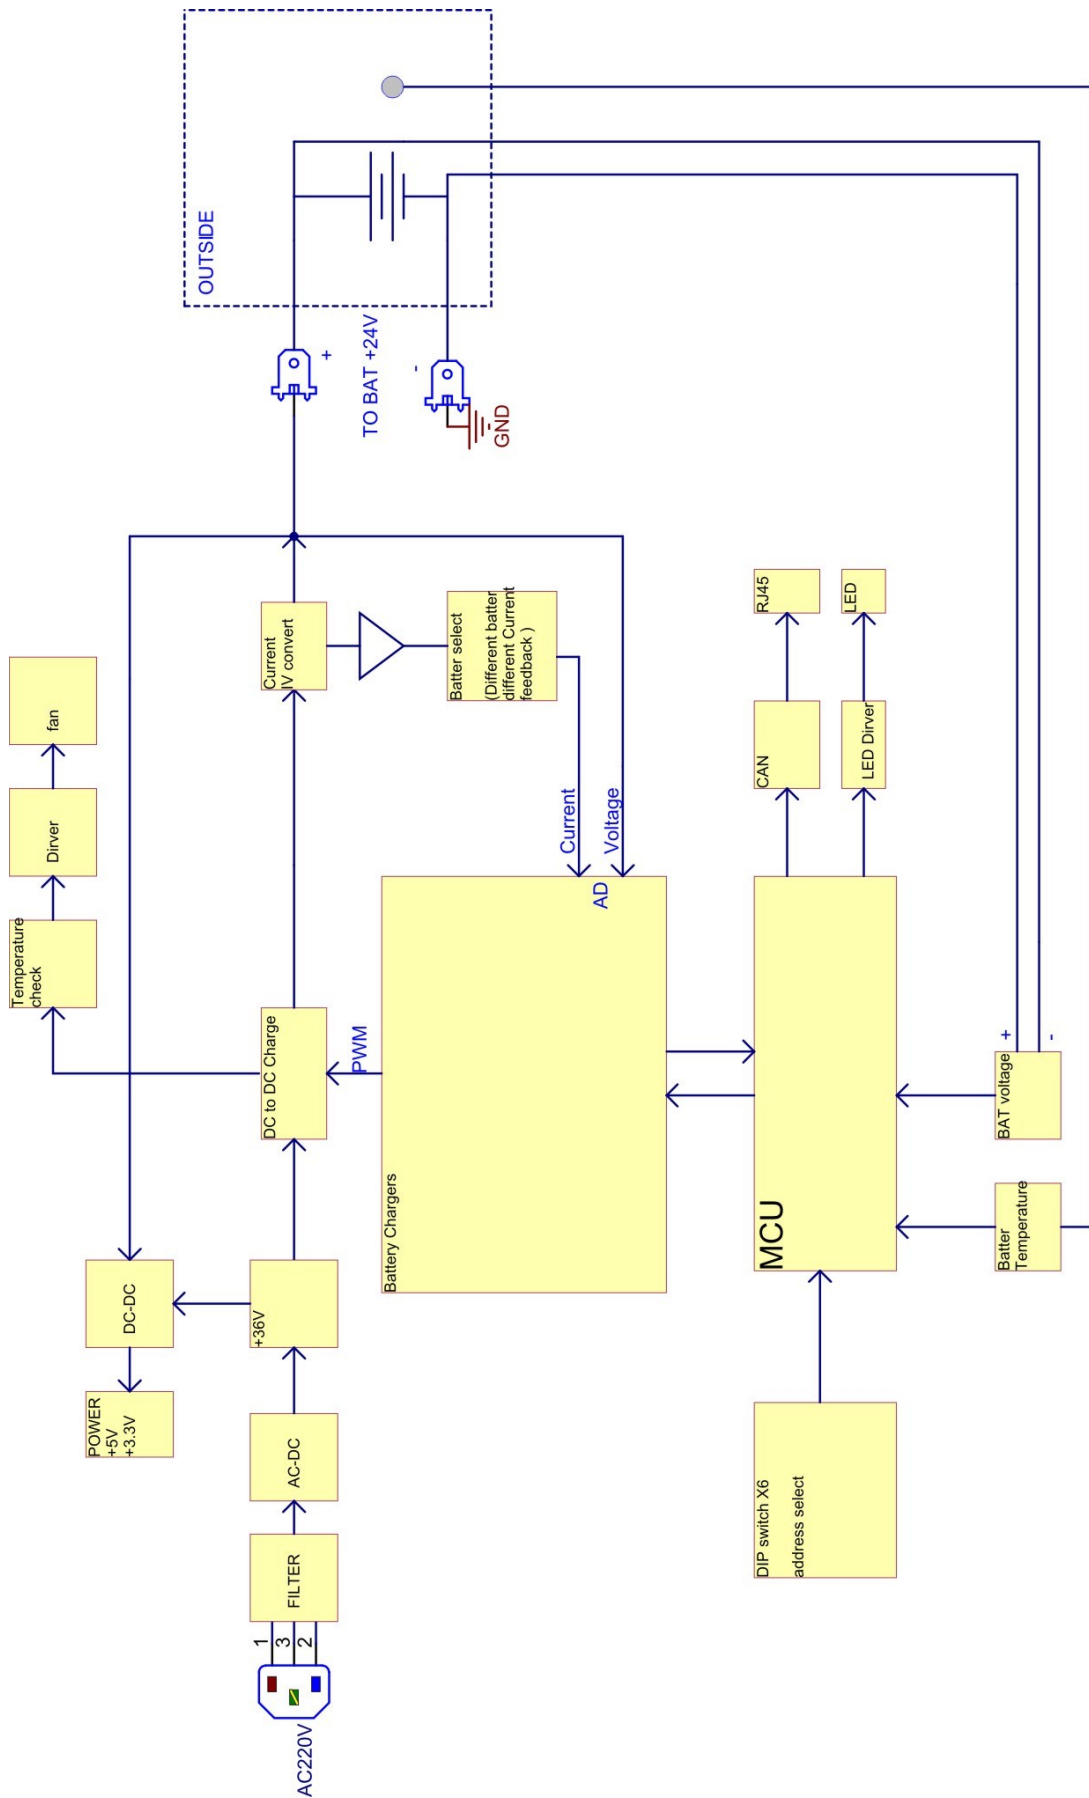 Temperature
check
Dirver
fan
POWER
+5V
+3.3V
DC-DC
AC220V
1
3
2
FILTER
AC-DC
+36V
DC to DC Charge
PWM
Current
IV convert
+
TO BAT +24V
-
GND
OUTSIDE
Batter select
(Different batter
different Current
feedback )
Battery Chargers
Current
Voltage
AD
DIP switch X6
address select
MCU
CAN
RJ45
LED Dirver
LED
Batter
Temperature
BAT voltage
+
-